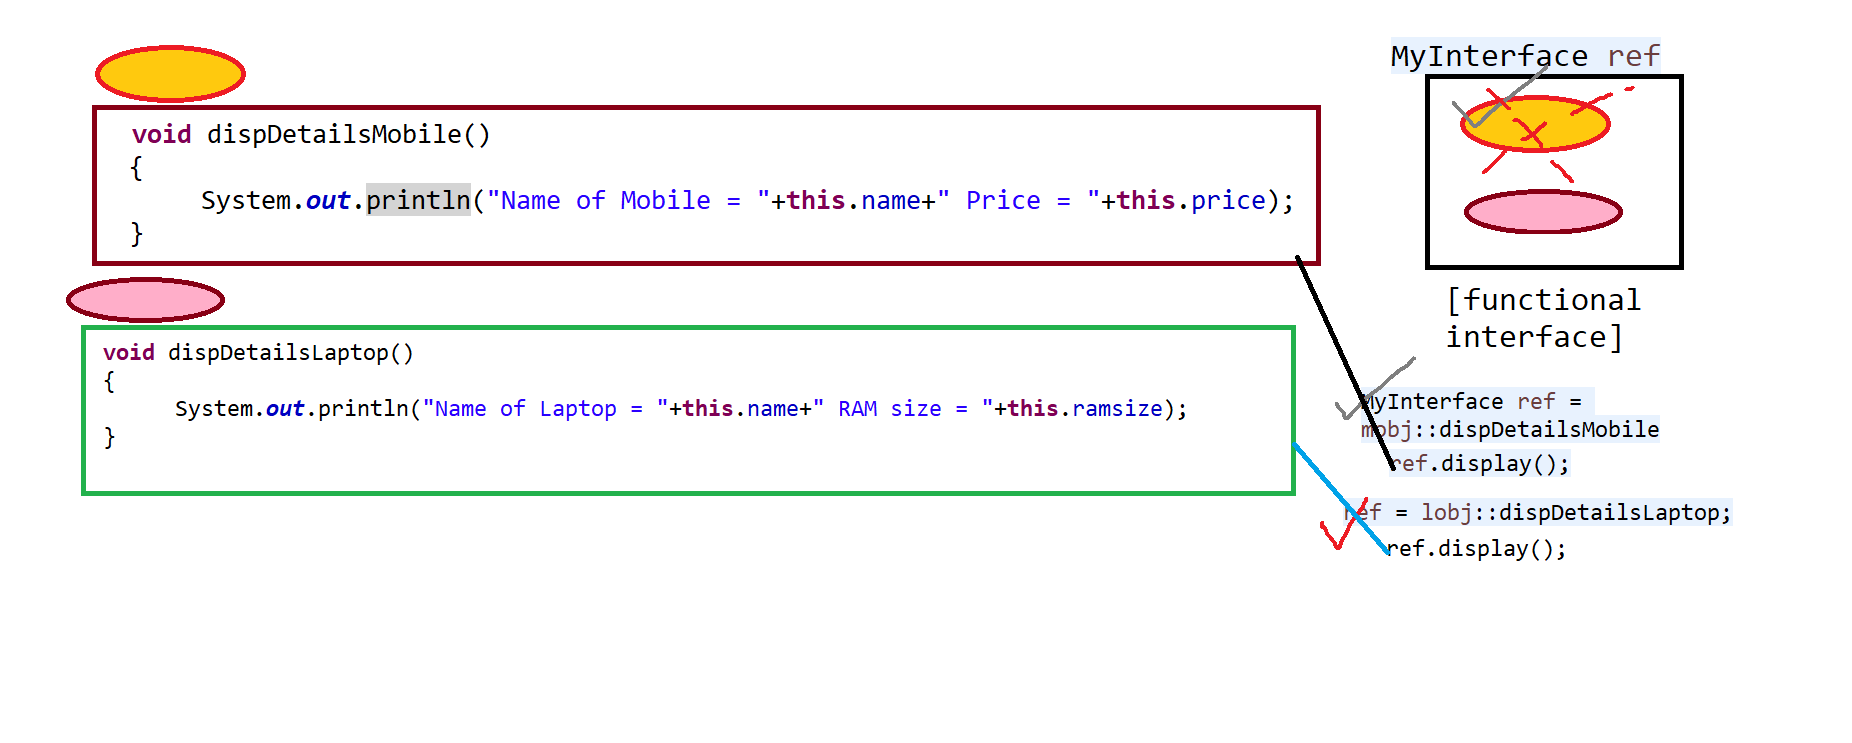 void dispDetailsMobile()
{
System.out.println("Name of Mobile = "+this.name+" Price = "+this.price);
}
void dispDetailsLaptop()
{
System.out.println("Name of Laptop = "+this.name+" RAM size = "+this.ramsize);
}
MyInterface ref
[functional
interface]
MyInterface ref =
mobj::dispDetailsMobile
ref.display();
ref = lobj::dispDetailsLaptop;
ref.display();